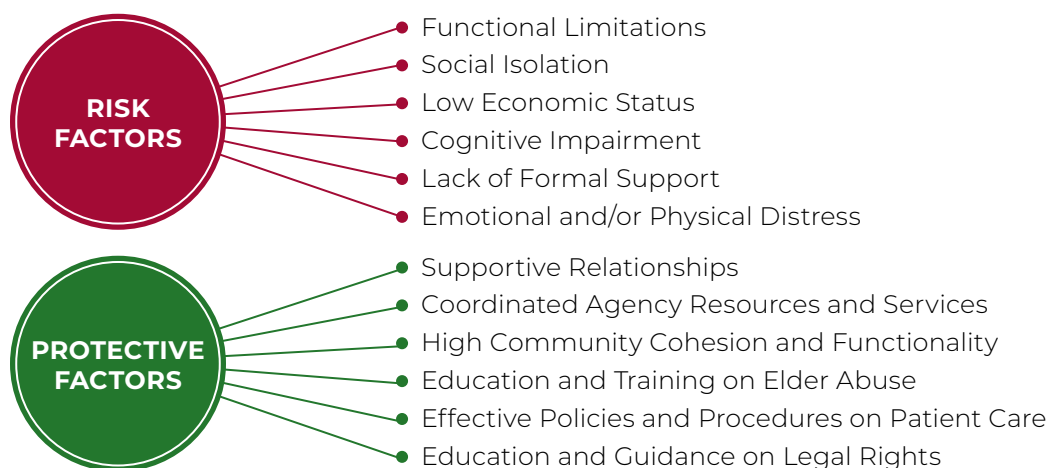 RISK
FACTORS
Functional Limitations
Social Isolation
Low Economic Status
Cognitive Impairment
Lack of Formal Support
Emotional and/or Physical Distress
PROTECTIVE
FACTORS
Supportive Relationships
Coordinated Agency Resources and Services
High Community Cohesion and Functionality
Education and Training on Elder Abuse
Effective Policies and Procedures on Patient Care
Education and Guidance on Legal Rights